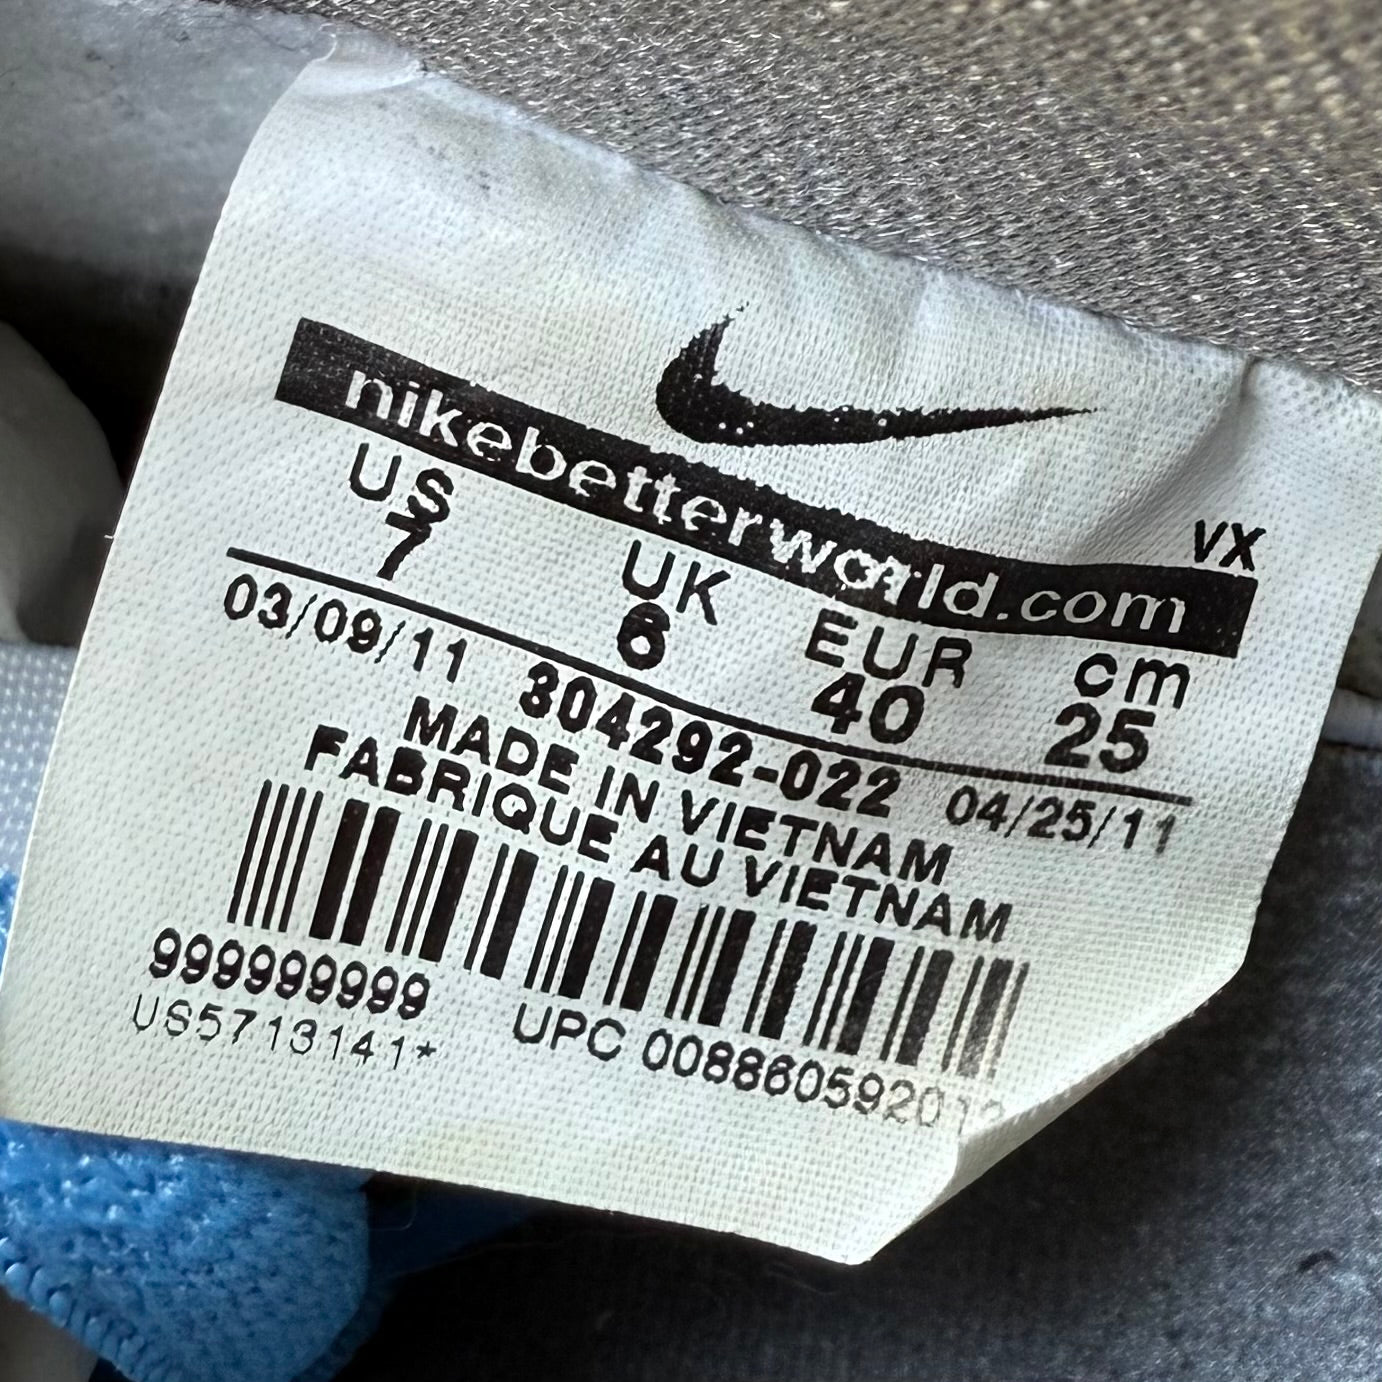 nikebetterworld.com
VX
US UK EUR cm
7 6 40 25
03/09/11 304292-022 04/25/11
MADE IN VIETNAM
FABRIQUE AU VIETNAM
999999999 UPC 00886059201
US5713141*